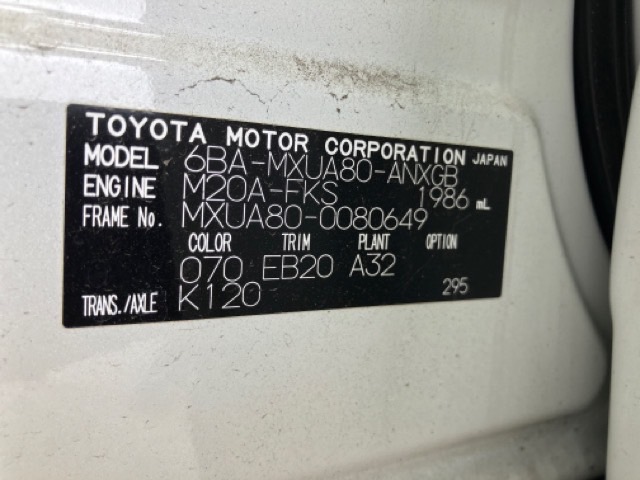 TOYOTA MOTOR CORPORATION JAPAN
MODEL 6BA-MXUA80-ANXGB
ENGINE M20A-FKS 1986 mL
FRAME No. MXUA80-0080649
COLOR TRIM PLANT OPTION
070 EB20 A32
TRANS./AXLE K120 295